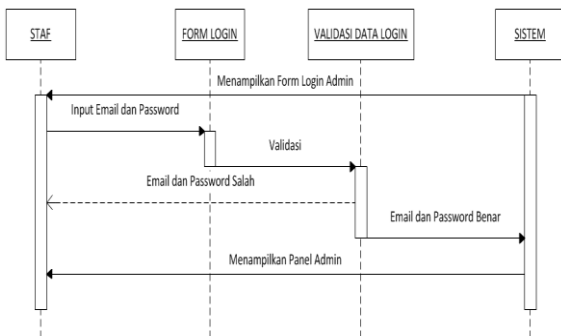 STAF
FORM LOGIN
VALIDASI DATA LOGIN
SISTEM
Menampilkan Form Login Admin
Input Email dan Password
Validasi
Email dan Password Salah
Email dan Password Benar
Menampilkan Panel Admin